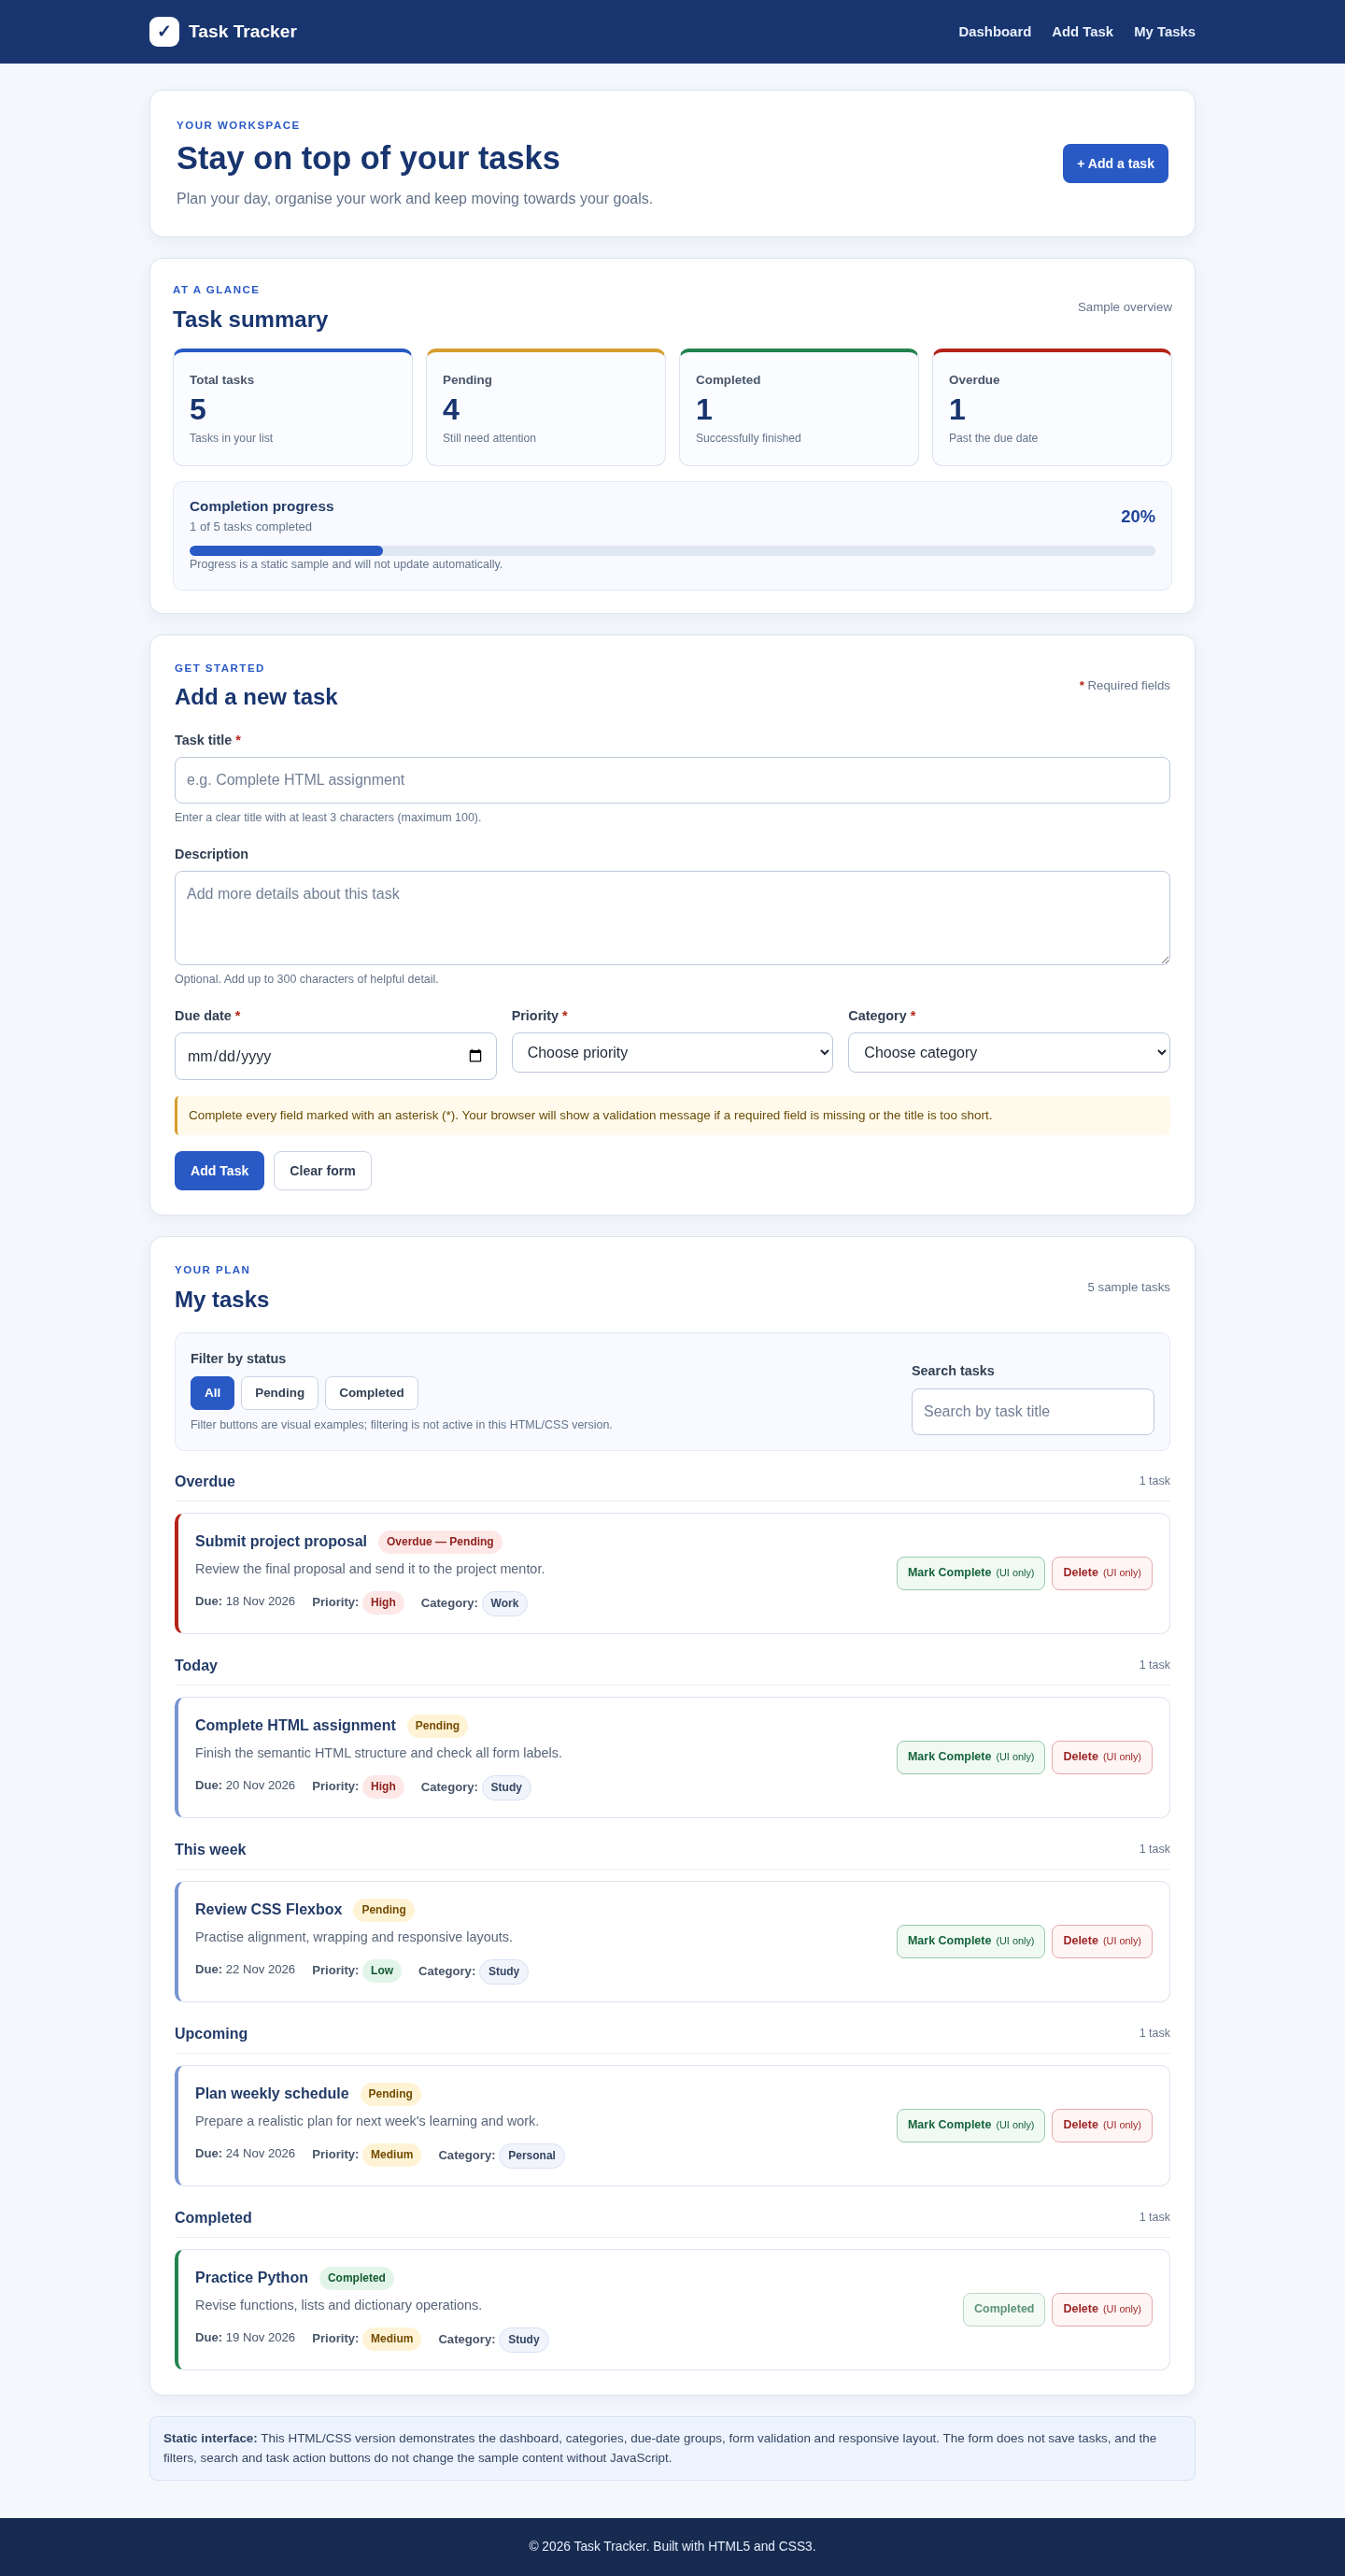 ✓ Task Tracker
Dashboard Add Task My Tasks
YOUR WORKSPACE
Stay on top of your tasks
Plan your day, organise your work and keep moving towards your goals.
+ Add a task
AT A GLANCE
Task summary
Sample overview
Total tasks
5
Tasks in your list
Pending
4
Still need attention
Completed
1
Successfully finished
Overdue
1
Past the due date
Completion progress
1 of 5 tasks completed
20%
Progress is a static sample and will not update automatically.
GET STARTED
Add a new task
* Required fields
Task title *
e.g. Complete HTML assignment
Enter a clear title with at least 3 characters (maximum 100).
Description
Add more details about this task
Optional. Add up to 300 characters of helpful detail.
Due date *
mm/dd/yyyy
Priority *
Choose priority
Category *
Choose category
Complete every field marked with an asterisk (*). Your browser will show a validation message if a required field is missing or the title is too short.
Add Task Clear form
YOUR PLAN
My tasks
5 sample tasks
Filter by status
All Pending Completed
Filter buttons are visual examples; filtering is not active in this HTML/CSS version.
Search tasks
Search by task title
Overdue 1 task
Submit project proposal Overdue — Pending
Review the final proposal and send it to the project mentor.
Due: 18 Nov 2026 Priority: High Category: Work
Mark Complete (UI only) Delete (UI only)
Today 1 task
Complete HTML assignment Pending
Finish the semantic HTML structure and check all form labels.
Due: 20 Nov 2026 Priority: High Category: Study
Mark Complete (UI only) Delete (UI only)
This week 1 task
Review CSS Flexbox Pending
Practise alignment, wrapping and responsive layouts.
Due: 22 Nov 2026 Priority: Low Category: Study
Mark Complete (UI only) Delete (UI only)
Upcoming 1 task
Plan weekly schedule Pending
Prepare a realistic plan for next week's learning and work.
Due: 24 Nov 2026 Priority: Medium Category: Personal
Mark Complete (UI only) Delete (UI only)
Completed 1 task
Practice Python Completed
Revise functions, lists and dictionary operations.
Due: 19 Nov 2026 Priority: Medium Category: Study
Completed Delete (UI only)
Static interface: This HTML/CSS version demonstrates the dashboard, categories, due-date groups, form validation and responsive layout. The form does not save tasks, and the
filters, search and task action buttons do not change the sample content without JavaScript.
© 2026 Task Tracker. Built with HTML5 and CSS3.